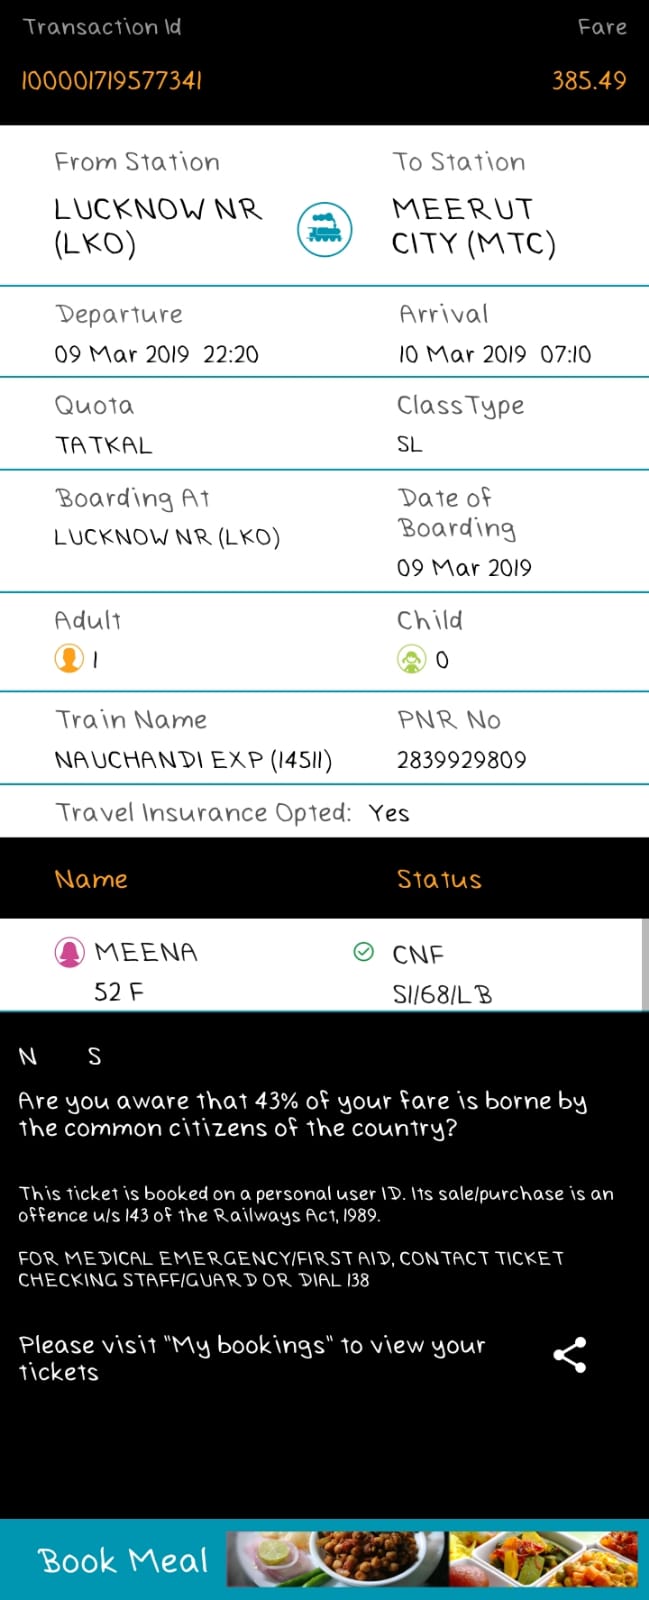 Transaction Id Fare
100001719577341 385.49
From Station To Station
LUCKNOW NR MEERUT
(LKO) CITY (MTC)
Departure Arrival
09 Mar 2019 22:20 10 Mar 2019 07:10
Quota ClassType
TATKAL SL
Boarding At Date of
Boarding
LUCKNOW NR (LKO)
09 Mar 2019
Adult Child
1 0
Train Name PNR No
NAUCHANDI EXP (14511) 2839929809
Travel Insurance Opted: Yes
Name Status
MEENA CNF
52 F S1/68/LB
N S
Are you aware that 43% of your fare is borne by
the common citizens of the country?
This ticket is booked on a personal user ID. Its sale/purchase is an
offence u/s 143 of the Railways Act, 1989.
FOR MEDICAL EMERGENCY/FIRST AID, CONTACT TICKET
CHECKING STAFF/GUARD OR DIAL 138
Please visit "My bookings" to view your
tickets
Book Meal